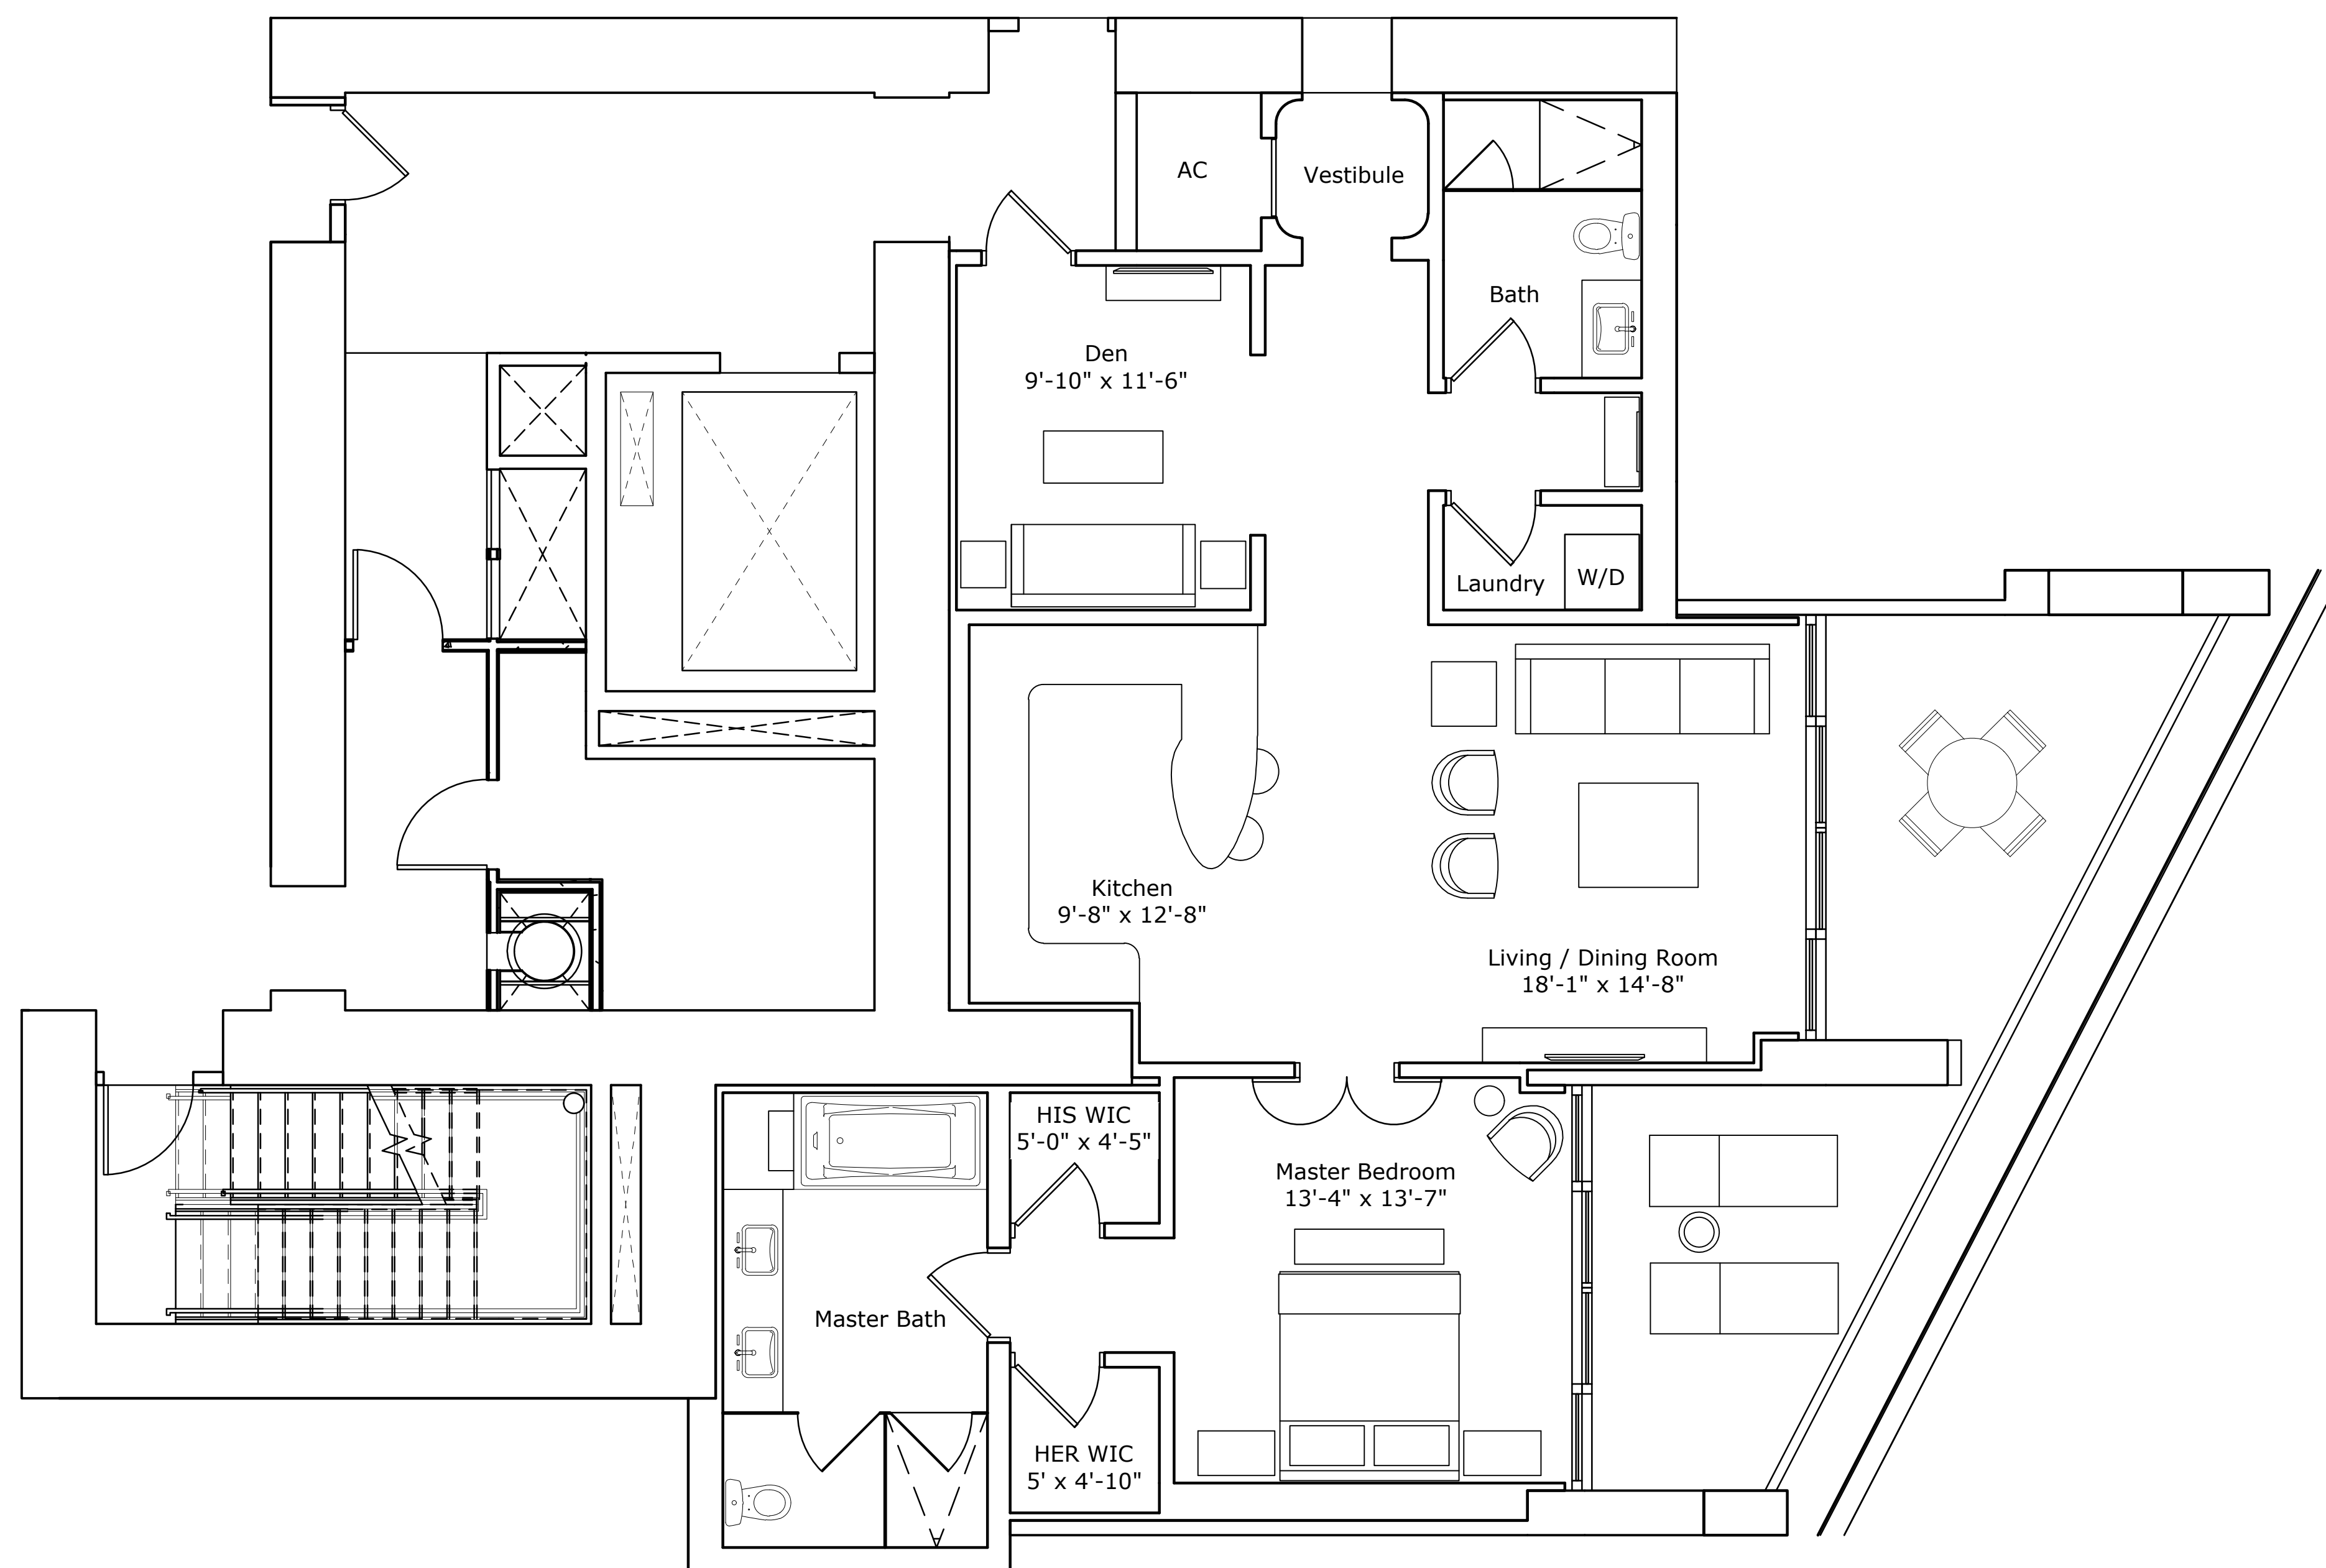 AC
Vestibule
Bath
Den
9'-10" x 11'-6"
Laundry
W/D
Kitchen
9'-8" x 12'-8"
Living / Dining Room
18'-1" x 14'-8"
HIS WIC
5'-0" x 4'-5"
Master Bedroom
13'-4" x 13'-7"
Master Bath
HER WIC
5' x 4'-10"